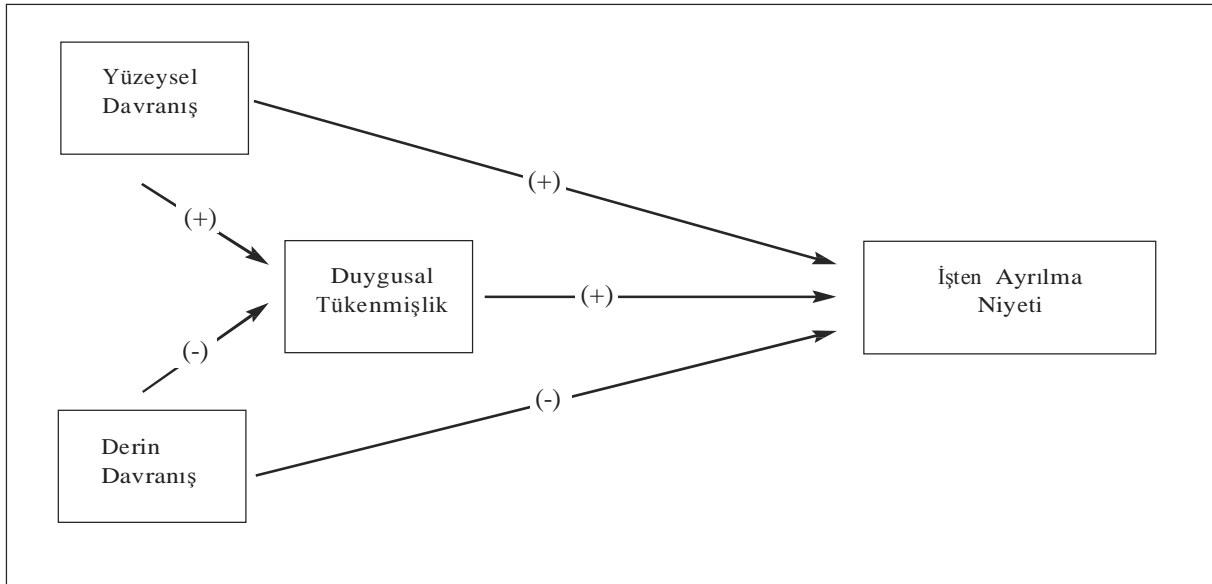 Yüzeysel
Davranış
(+)
(+)
Duygusal
Tükenmişlik
(+)
İşten Ayrılma
Niyeti
(-)
(-)
Derin
Davranış